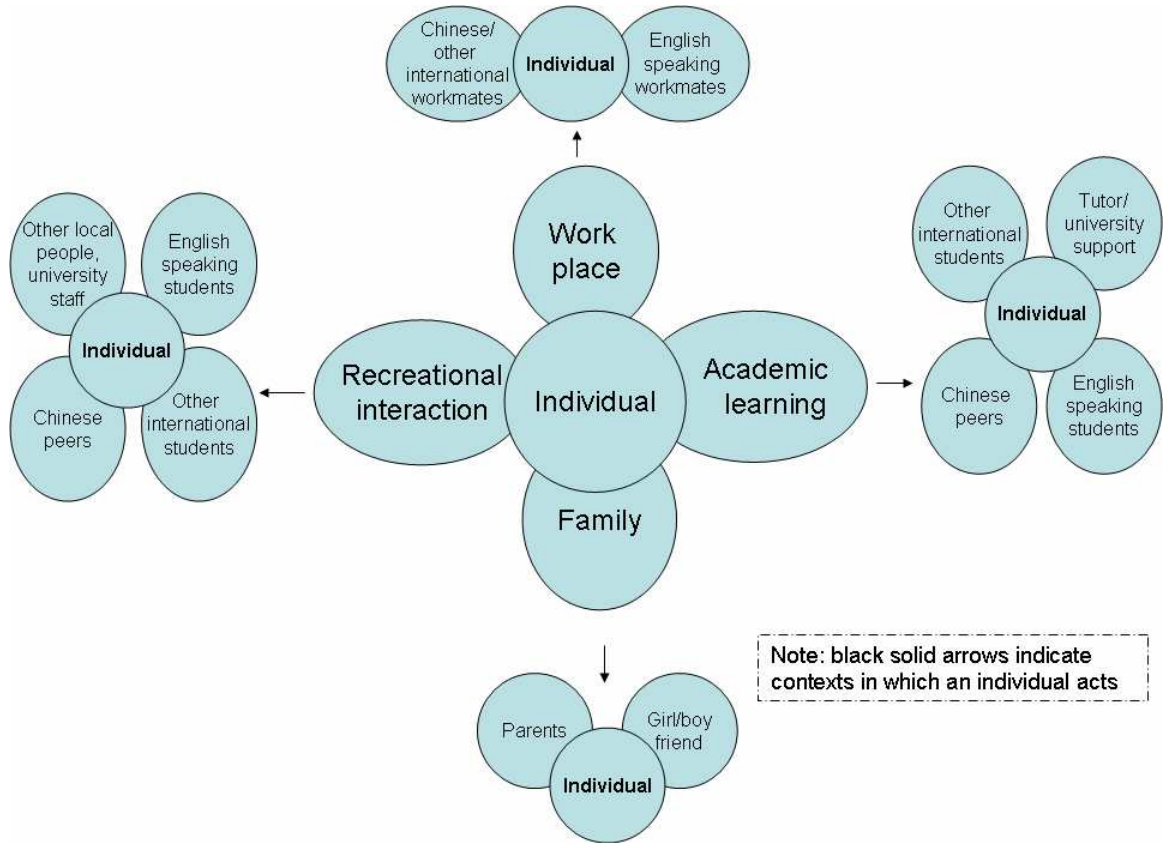 Chinese/
other
international
workmates
Individual
English
speaking
workmates
Other local
people,
university
staff
English
speaking
students
Individual
Chinese
peers
Other
international
students
Work
place
Recreational
interaction
Individual
Academic
learning
Family
Other
international
students
Tutor/
university
support
Individual
Chinese
peers
English
speaking
students
Note: black solid arrows indicate
contexts in which an individual acts
Parents
Girl/boy
friend
Individual